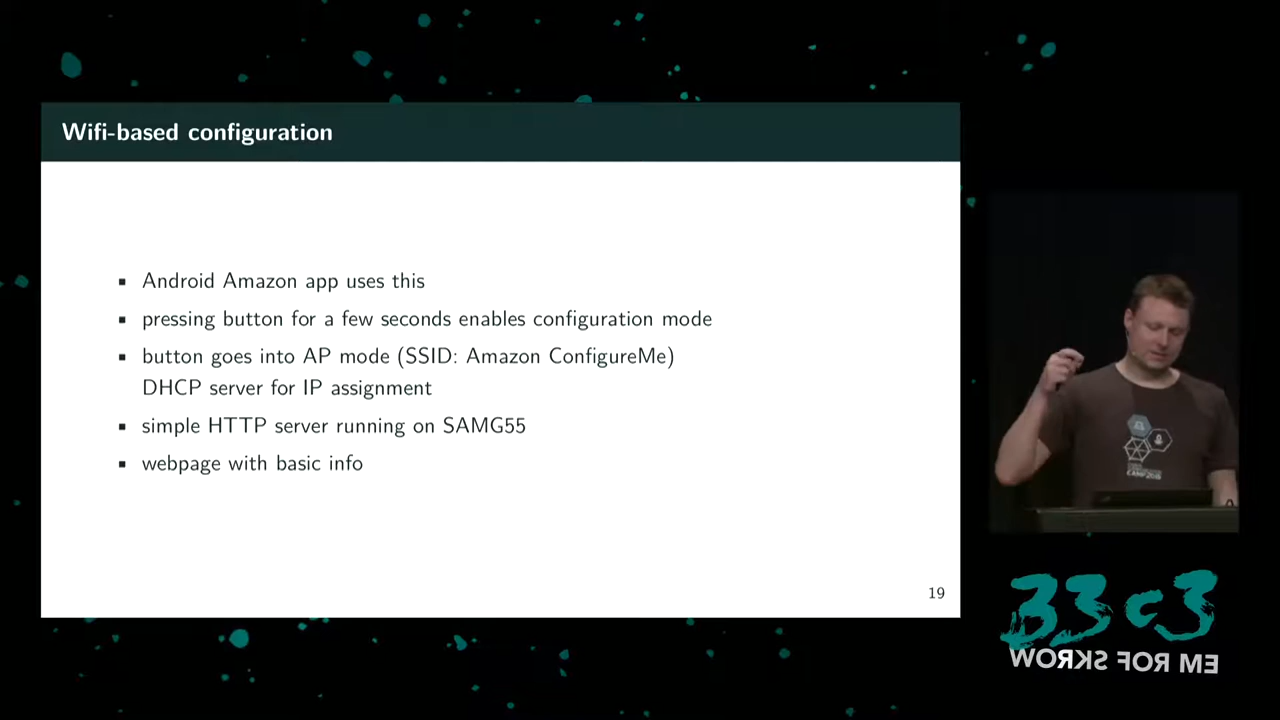 Wifi-based configuration
Android Amazon app uses this
pressing button for a few seconds enables configuration mode
button goes into AP mode (SSID: Amazon ConfigureMe)
DHCP server for IP assignment
simple HTTP server running on SAMG55
webpage with basic info
19
33c3
WORKS FOR ME